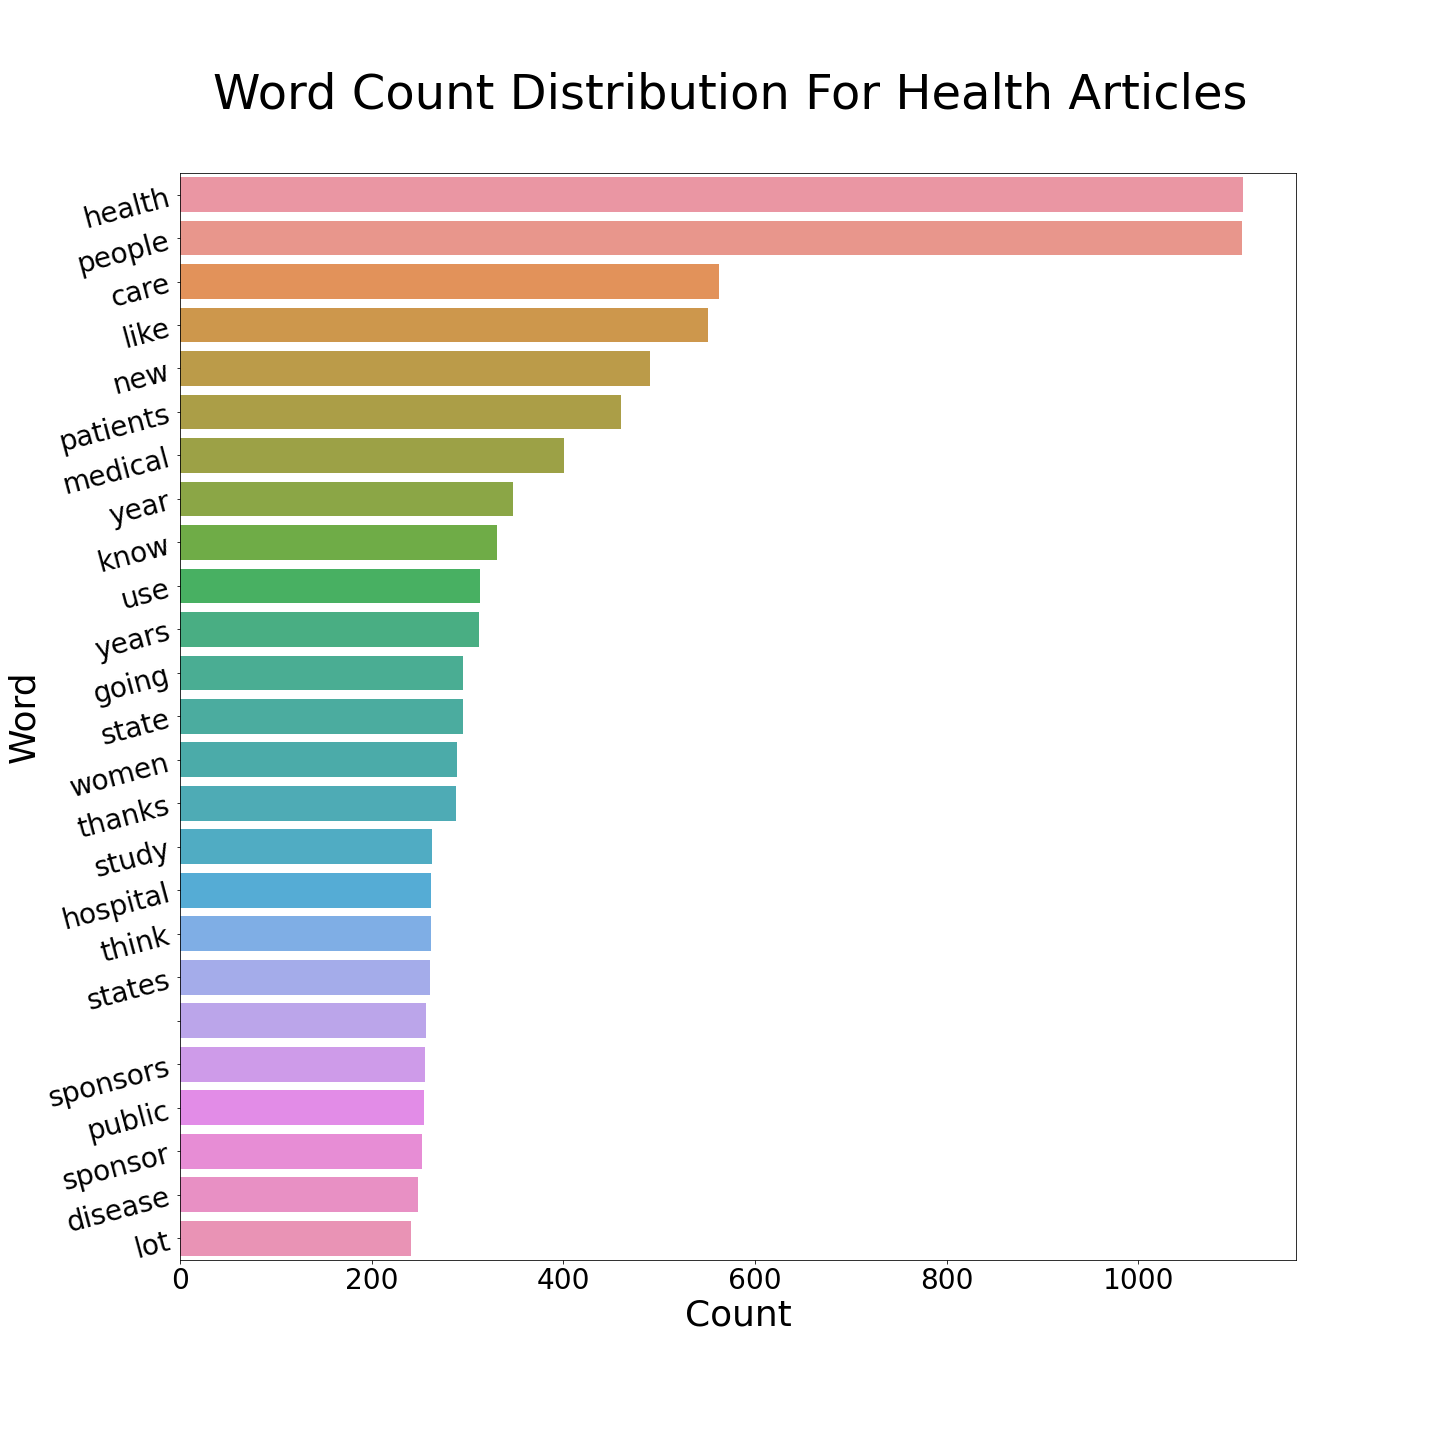 Word Count Distribution For Health Articles
health
people
care
like
new
patients
medical
year
know
use
years
going
state
women
thanks
study
hospital
think
states
sponsors
public
sponsor
disease
lot
Word
0 200 400 600 800 1000
Count